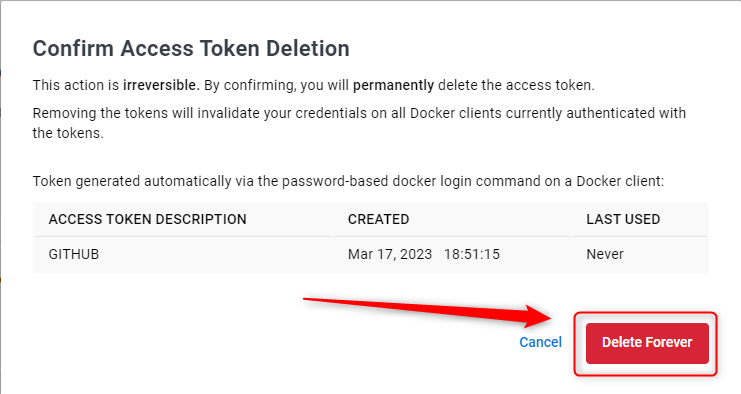 Confirm Access Token Deletion
This action is irreversible. By confirming, you will permanently delete the access token.
Removing the tokens will invalidate your credentials on all Docker clients currently authenticated with
the tokens.
Token generated automatically via the password-based docker login command on a Docker client:
ACCESS TOKEN DESCRIPTION CREATED LAST USED
GITHUB Mar 17, 2023 18:51:15 Never
Cancel Delete Forever